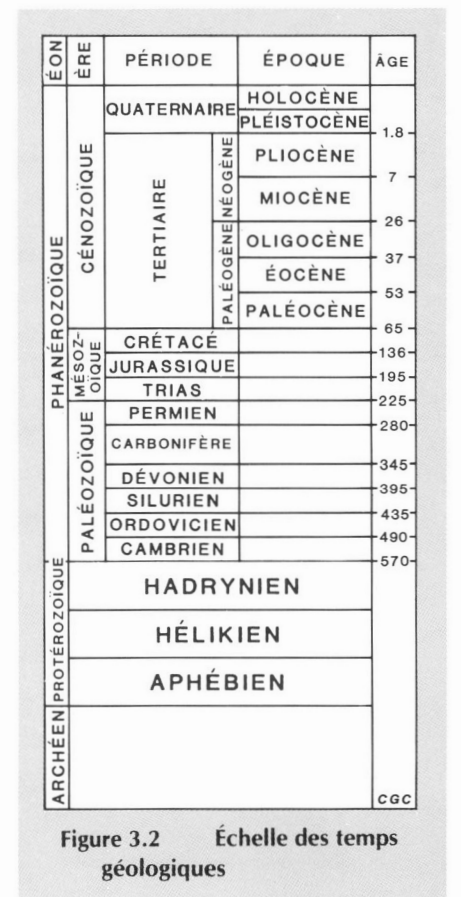 ÉON ÈRE PÉRIODE ÉPOQUE ÂGE
PHANÉROZOÏQUE
CÉNOZOÏQUE
QUATERNAIRE
HOLOCÈNE
PLÉISTOCÈNE
1.8
TERTIAIRE
NÉOGÈNE
PLIOCÈNE
7
MIOCÈNE
26
PALÉOGÈNE
OLIGOCÈNE
37
ÉOCÈNE
53
PALÉOCÈNE
65
MÉSOZ-
OÏQUE
CRÉTACÉ
136
JURASSIQUE
195
TRIAS
225
PALÉOZOÏQUE
PERMIEN
280
CARBONIFÈRE
345
DÉVONIEN
395
SILURIEN
435
ORDOVICIEN
490
CAMBRIEN
570
PROTÉROZOÏQUE
HADRYNIEN
HÉLIKIEN
APHÉBIEN
ARCHÉEN
CGC
Figure 3.2 Échelle des temps
géologiques